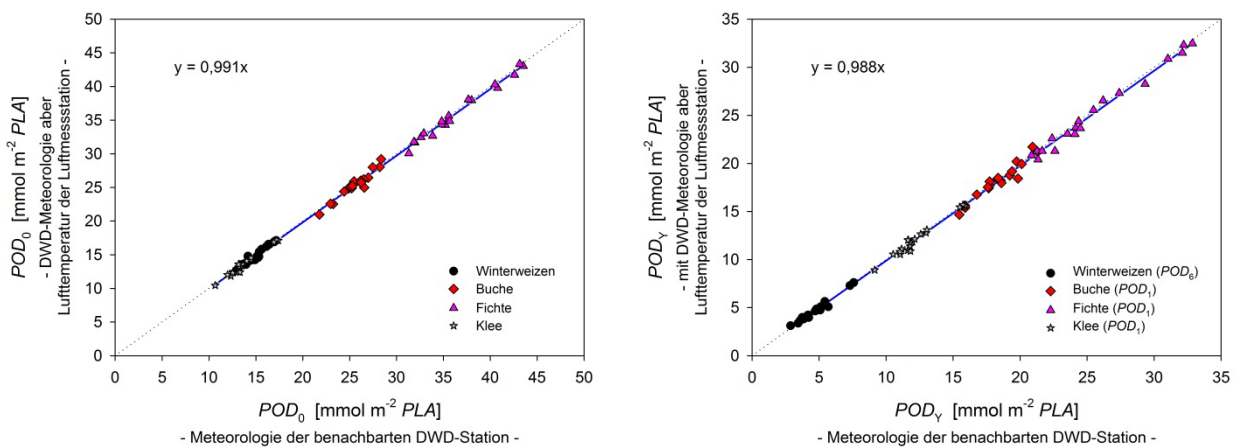 y = 0,991x
POD0 [mmol m-2 PLA]
- DWD-Meteorologie aber
Lufttemperatur der Luftmessstation -
50
45
40
35
30
25
20
15
10
5
0
Winterweizen
Buche
Fichte
Klee
0 5 10 15 20 25 30 35 40 45 50
POD0 [mmol m-2 PLA]
- Meteorologie der benachbarten DWD-Station -
y = 0,988x
PODY [mmol m-2 PLA]
- mit DWD-Meteorologie aber
Lufttemperatur der Luftmessstation -
35
30
25
20
15
10
5
0
Winterweizen (POD6)
Buche (POD1)
Fichte (POD1)
Klee (POD1)
0 5 10 15 20 25 30 35
PODY [mmol m-2 PLA]
- Meteorologie der benachbarten DWD-Station -